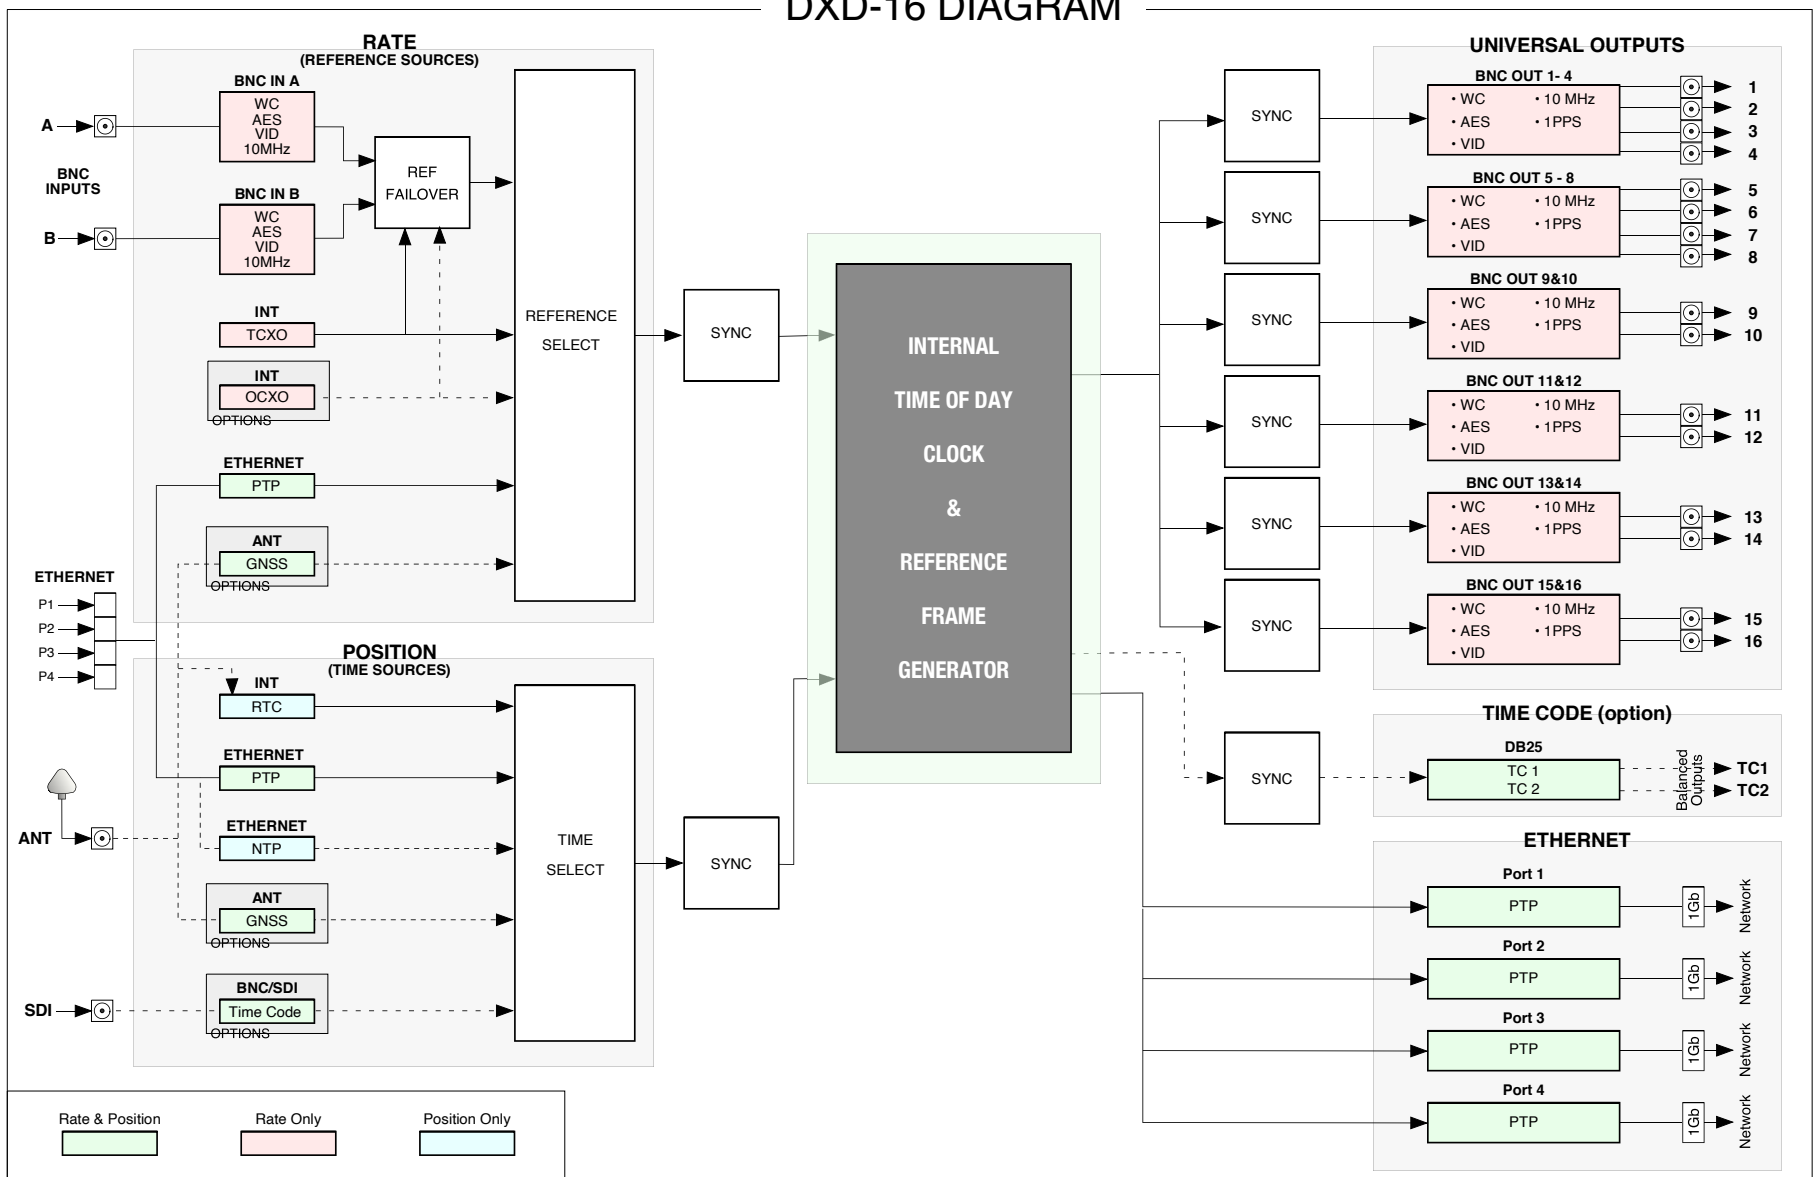 DXD-16 DIAGRAM
RATE
(REFERENCE SOURCES)
BNC IN A
WC
AES
VID
10MHz
A
BNC
INPUTS
BNC IN B
WC
AES
VID
10MHz
B
REF
FAILOVER
INT
TCXO
INT
OCXO
OPTIONS
ETHERNET
PTP
ANT
GNSS
OPTIONS
REFERENCE
SELECT
SYNC
ETHERNET
P1
P2
P3
P4
POSITION
(TIME SOURCES)
INT
RTC
ETHERNET
PTP
ETHERNET
NTP
ANT
ANT
GNSS
OPTIONS
SDI
BNC/SDI
Time Code
OPTIONS
TIME
SELECT
SYNC
INTERNAL
TIME OF DAY
CLOCK
&
REFERENCE
FRAME
GENERATOR
UNIVERSAL OUTPUTS
SYNC
BNC OUT 1- 4
• WC • 10 MHz
• AES • 1PPS
• VID
1
2
3
4
SYNC
BNC OUT 5 - 8
• WC • 10 MHz
• AES • 1PPS
• VID
5
6
7
8
SYNC
BNC OUT 9&10
• WC • 10 MHz
• AES • 1PPS
• VID
9
10
SYNC
BNC OUT 11&12
• WC • 10 MHz
• AES • 1PPS
• VID
11
12
SYNC
BNC OUT 13&14
• WC • 10 MHz
• AES • 1PPS
• VID
13
14
SYNC
BNC OUT 15&16
• WC • 10 MHz
• AES • 1PPS
• VID
15
16
TIME CODE (option)
SYNC
DB25
TC 1
TC 2
Balanced
Outputs
TC1
TC2
ETHERNET
Port 1
PTP
1Gb
Network
Port 2
PTP
1Gb
Network
Port 3
PTP
1Gb
Network
Port 4
PTP
1Gb
Network
Rate & Position
Rate Only
Position Only